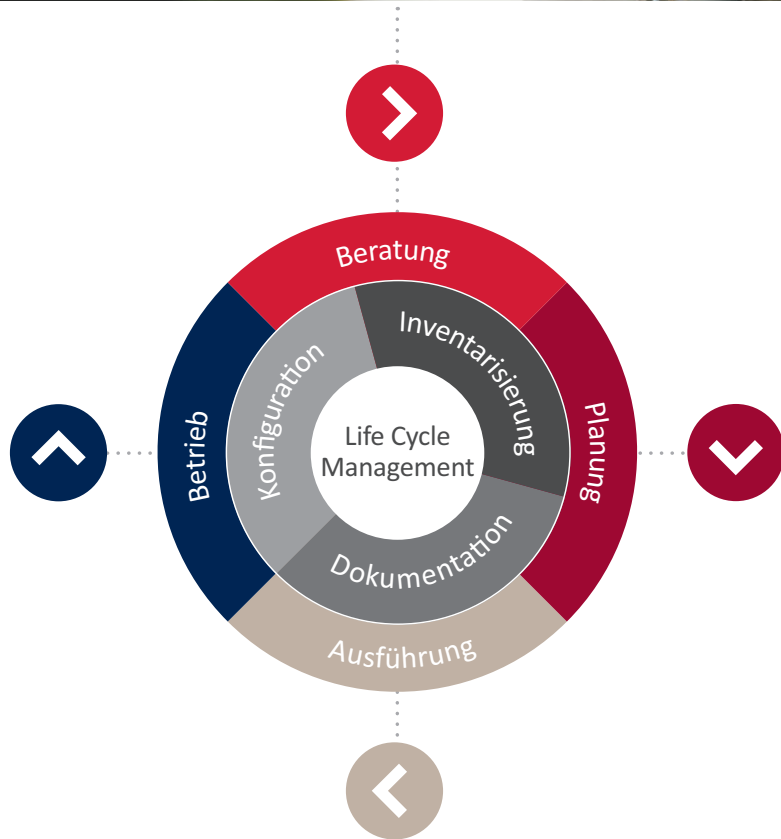 Beratung
Inventarisierung
Konfiguration
Planung
Betrieb
Life Cycle
Management
Dokumentation
Ausführung